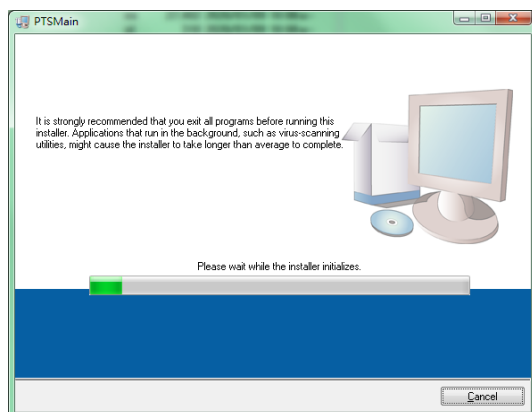 PTSMain
It is strongly recommended that you exit all programs before running this
installer. Applications that run in the background, such as virus-scanning
utilities, might cause the installer to take longer than average to complete.
Please wait while the installer initializes.
Cancel